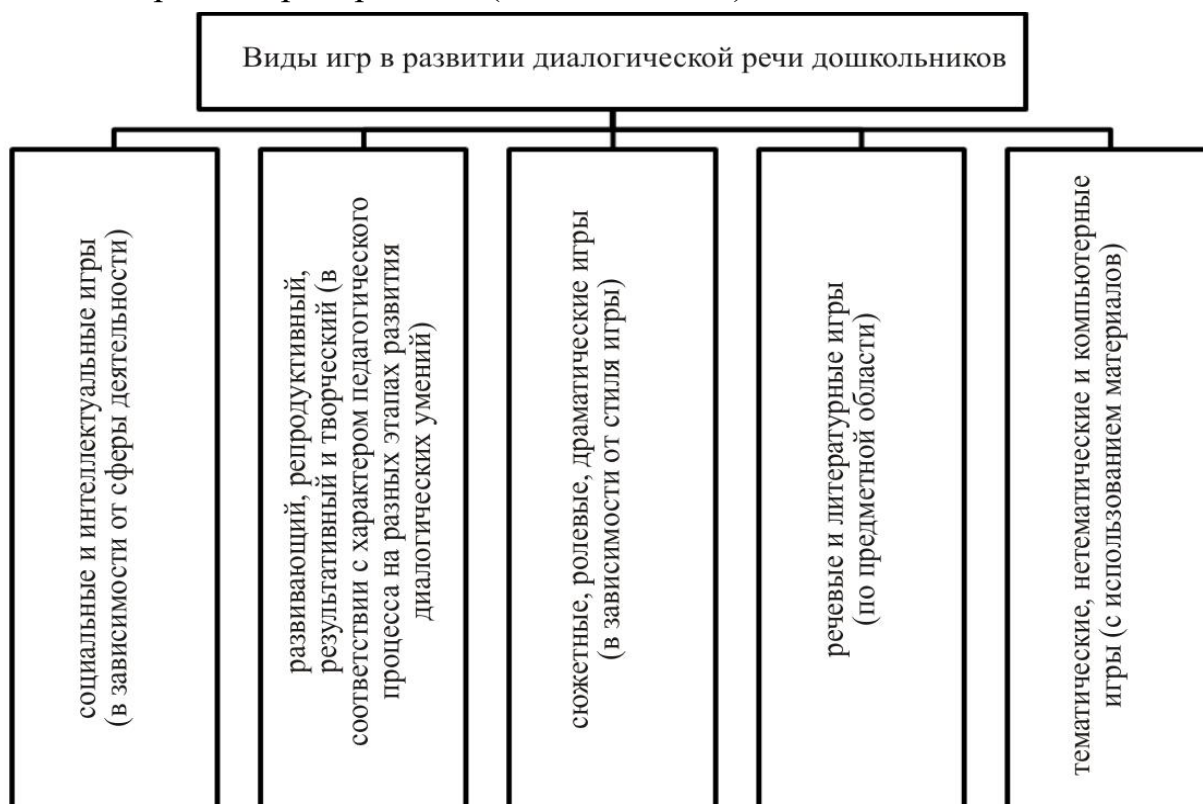 Виды игр в развитии диалогической речи дошкольников
социальные и интеллектуальные игры
(в зависимости от сферы деятельности)
развивающий, репродуктивный,
результативный и творческий (в
соответствии с характером педагогического
процесса на разных этапах развития
диалогических умений)
сюжетные, ролевые, драматические игры
(в зависимости от стиля игры)
речевые и литературные игры
(по предметной области)
тематические, нетематические и компьютерные
игры (с использованием материалов)